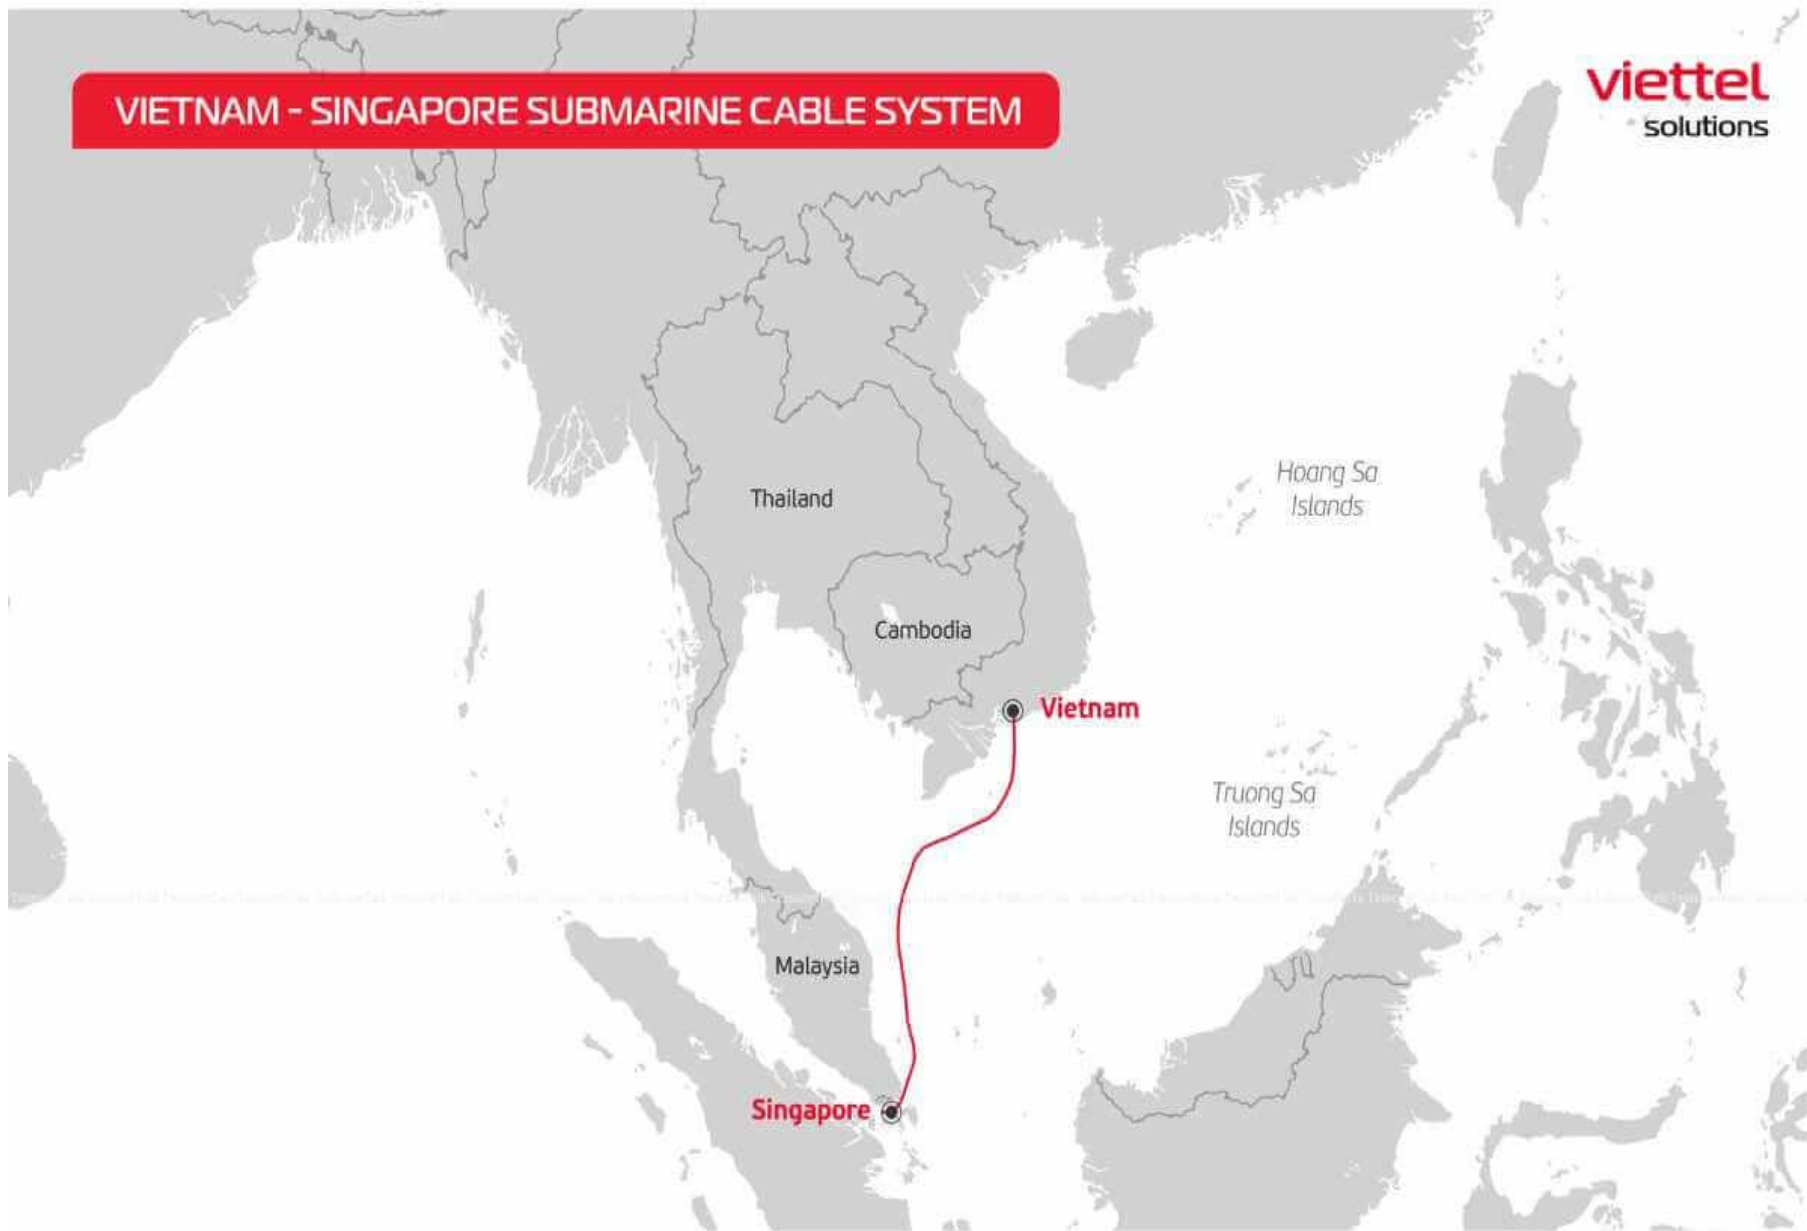 VIETNAM - SINGAPORE SUBMARINE CABLE SYSTEM
viettel
solutions
Hoang Sa
Islands
Thailand
Cambodia
Vietnam
Truong Sa
Islands
Malaysia
Singapore